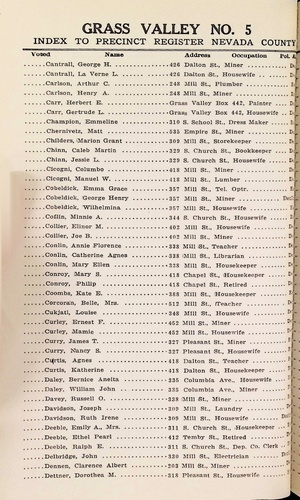 GRASS VALLEY NO. 5
INDEX TO PRECINCT REGISTER NEVADA COUNTY
Voted Name Address Occupation Pol.
......Cantrall, George H. 426 Dalton St., Miner
......Cantrall, La Verne L. 426 Dalton St., Housewife
......Carlson, Arthur C. 248 Mill St., Plumber
......Carlson, Henry A. 248 Mill St., Miner
......Carr, Herbert E. Grass Valley Box 442, Painter
......Carr, Gertrude L. Grass Valley Box 442, Housewife
......Champion, Emmeline 316 S. School St., Dress Maker
......Cherniveiz, Matt 535 Empire St., Miner
......Childers, Marion Grant 309 Mill St., Storekeeper
......Chinn, Caleb Martin 329 S. Church St., Bookkeeper
......Chinn, Jessie L. 329 S. Church St., Housewife
......Cicogni, Columbo 418 Mill St., Miner
......Cicogni, Manuel W. 418 Mill St., Lumber
......Cobeldick, Emma Grace 357 Mill St., Tel. Optr.
......Cobeldick, George Henry 357 Mill St., Miner
......Cobeldick, Wilhelmina 357 Mill St., Housewife
......Collin, Minnie A. 344 S. Church St., Housewife
......Collier, Elinor M. 402 Mill St., Housewife
......Collier, Joe B. 402 Mill St., Miner
......Conlin, Annie Florence 338 Mill St., Teacher
......Conlin, Catherine Agnes 338 Mill St., Librarian
......Conlin, Mary Ellen 338 Mill St., Housekeeper
......Conroy, Mary S. 418 Chapel St., Housekeeper
......Conroy, Philip 418 Chapel St., Retired
......Coombs, Kate E. 388 Mill St., Housekeeper
......Corcoran, Belle, Mrs. 512 Mill St., Teacher
......Cukjati, Louise 348 Mill St., Housewife
......Curley, Ernest F. 452 Mill St., Miner
......Curley, Mamie 452 Mill St., Housewife
......Curry, James T. 327 Pleasant St., Miner
......Curry, Nancy S. 327 Pleasant St., Housewife
......Curtis, Agnes 415 Dalton St., Teacher
......Curtis, Katherine 415 Dalton St., Housekeeper
......Daley, Bernice Aneita 235 Columbia Ave., Housewife
......Daley, William John 235 Columbia Ave., Miner
......Davey, Russell O. 338 Mill St., Miner
......Davidson, Joseph 309 Mill St., Laundry
......Davidson, Ruth Irene 309 Mill St., Housewife
......Deeble, Emily A., Mrs. 311 S. Church St., Housekeeper
......Deeble, Ethel Pearl 422 Temby St., Retired
......Deeble, Ralph E. 311 S. Church St., Dep. Co. Clerk
......Delbridge, John 320 Mill St., Electrician
......Dennen, Clarence Albert 203 Mill St., Miner
......Dettner, Dorothea M. 318 Pleasant St., Housewife